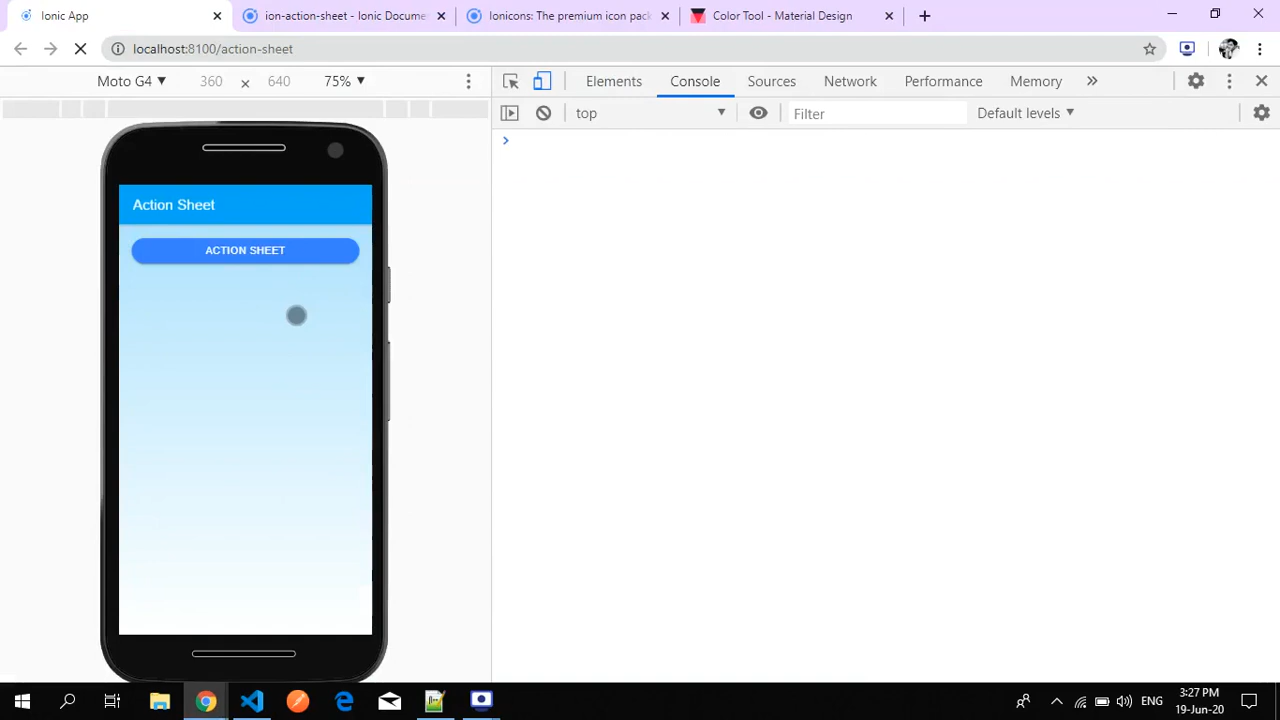 Ionic App
ion-action-sheet - Ionic Docume
Ionicons: The premium icon pack
Color Tool - Material Design
localhost:8100/action-sheet
Moto G4 360 × 640 75%
Elements Console Sources Network Performance Memory
top Filter Default levels
Action Sheet
ACTION SHEET
ENG
3:27 PM
19-Jun-20